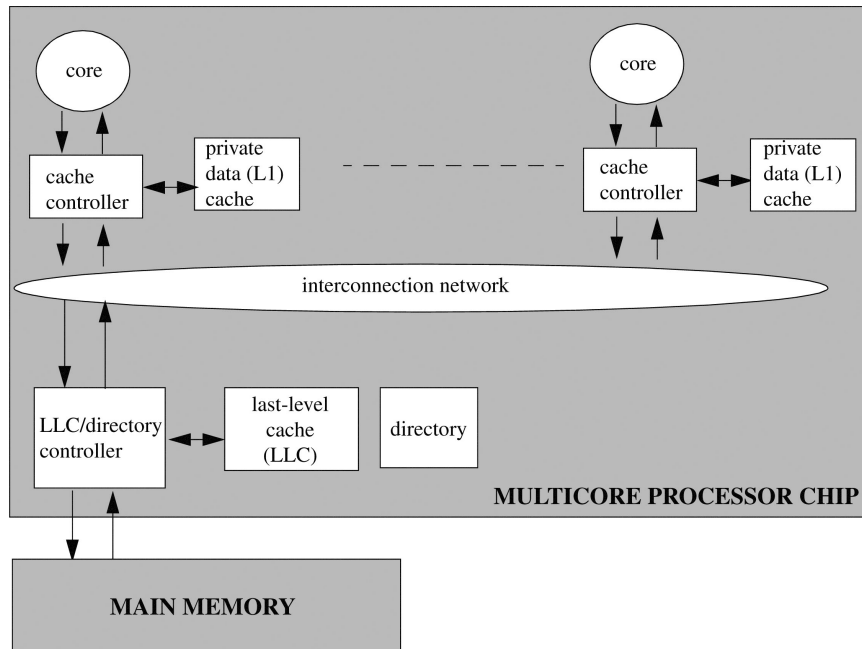 core
core
cache
controller
private
data (L1)
cache
cache
controller
private
data (L1)
cache
interconnection network
LLC/directory
controller
last-level
cache
(LLC)
directory
MULTICORE PROCESSOR CHIP
MAIN MEMORY